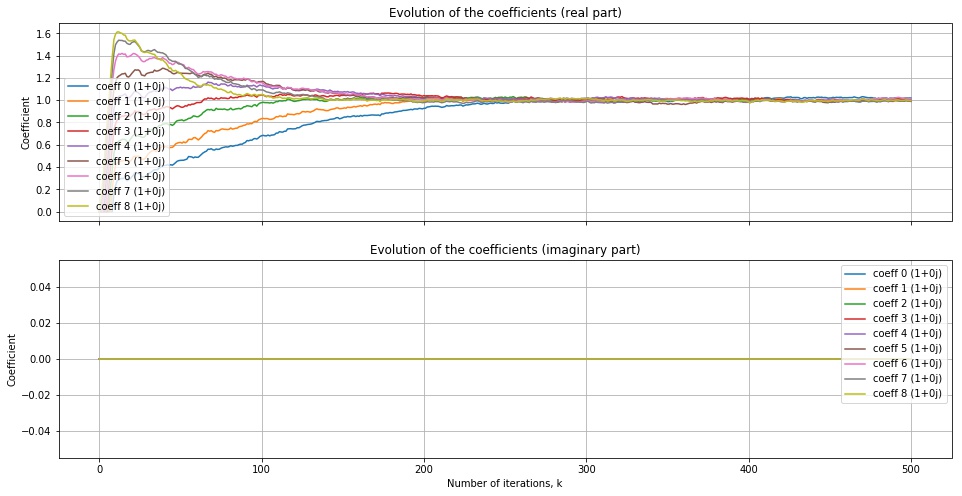 Evolution of the coefficients (real part)
Coefficient
1.6
1.4
1.2
1.0
0.8
0.6
0.4
0.2
0.0
coeff 0 (1+0j)
coeff 1 (1+0j)
coeff 2 (1+0j)
coeff 3 (1+0j)
coeff 4 (1+0j)
coeff 5 (1+0j)
coeff 6 (1+0j)
coeff 7 (1+0j)
coeff 8 (1+0j)
Evolution of the coefficients (imaginary part)
Coefficient
0.04
0.02
0.00
−0.02
−0.04
coeff 0 (1+0j)
coeff 1 (1+0j)
coeff 2 (1+0j)
coeff 3 (1+0j)
coeff 4 (1+0j)
coeff 5 (1+0j)
coeff 6 (1+0j)
coeff 7 (1+0j)
coeff 8 (1+0j)
0 100 200 300 400 500
Number of iterations, k